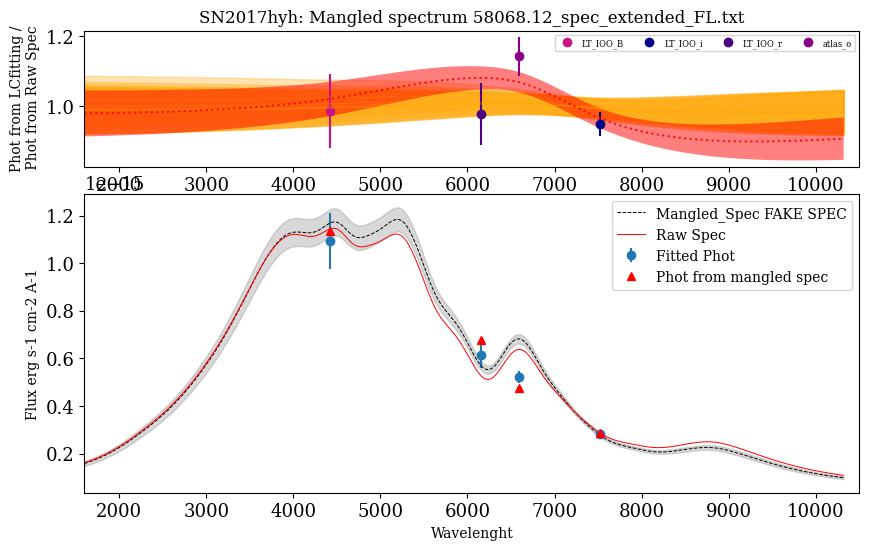 SN2017hyh: Mangled spectrum 58068.12_spec_extended_FL.txt
Phot from LCfitting /
Phot from Raw Spec
1.2
1.0
LT_IOO_B
LT_IOO_i
LT_IOO_r
atlas_o
2000 3000 4000 5000 6000 7000 8000 9000 10000
1e−15
Flux erg s-1 cm-2 A-1
1.2
1.0
0.8
0.6
0.4
0.2
Mangled_Spec FAKE SPEC
Raw Spec
Fitted Phot
Phot from mangled spec
2000 3000 4000 5000 6000 7000 8000 9000 10000
Wavelenght